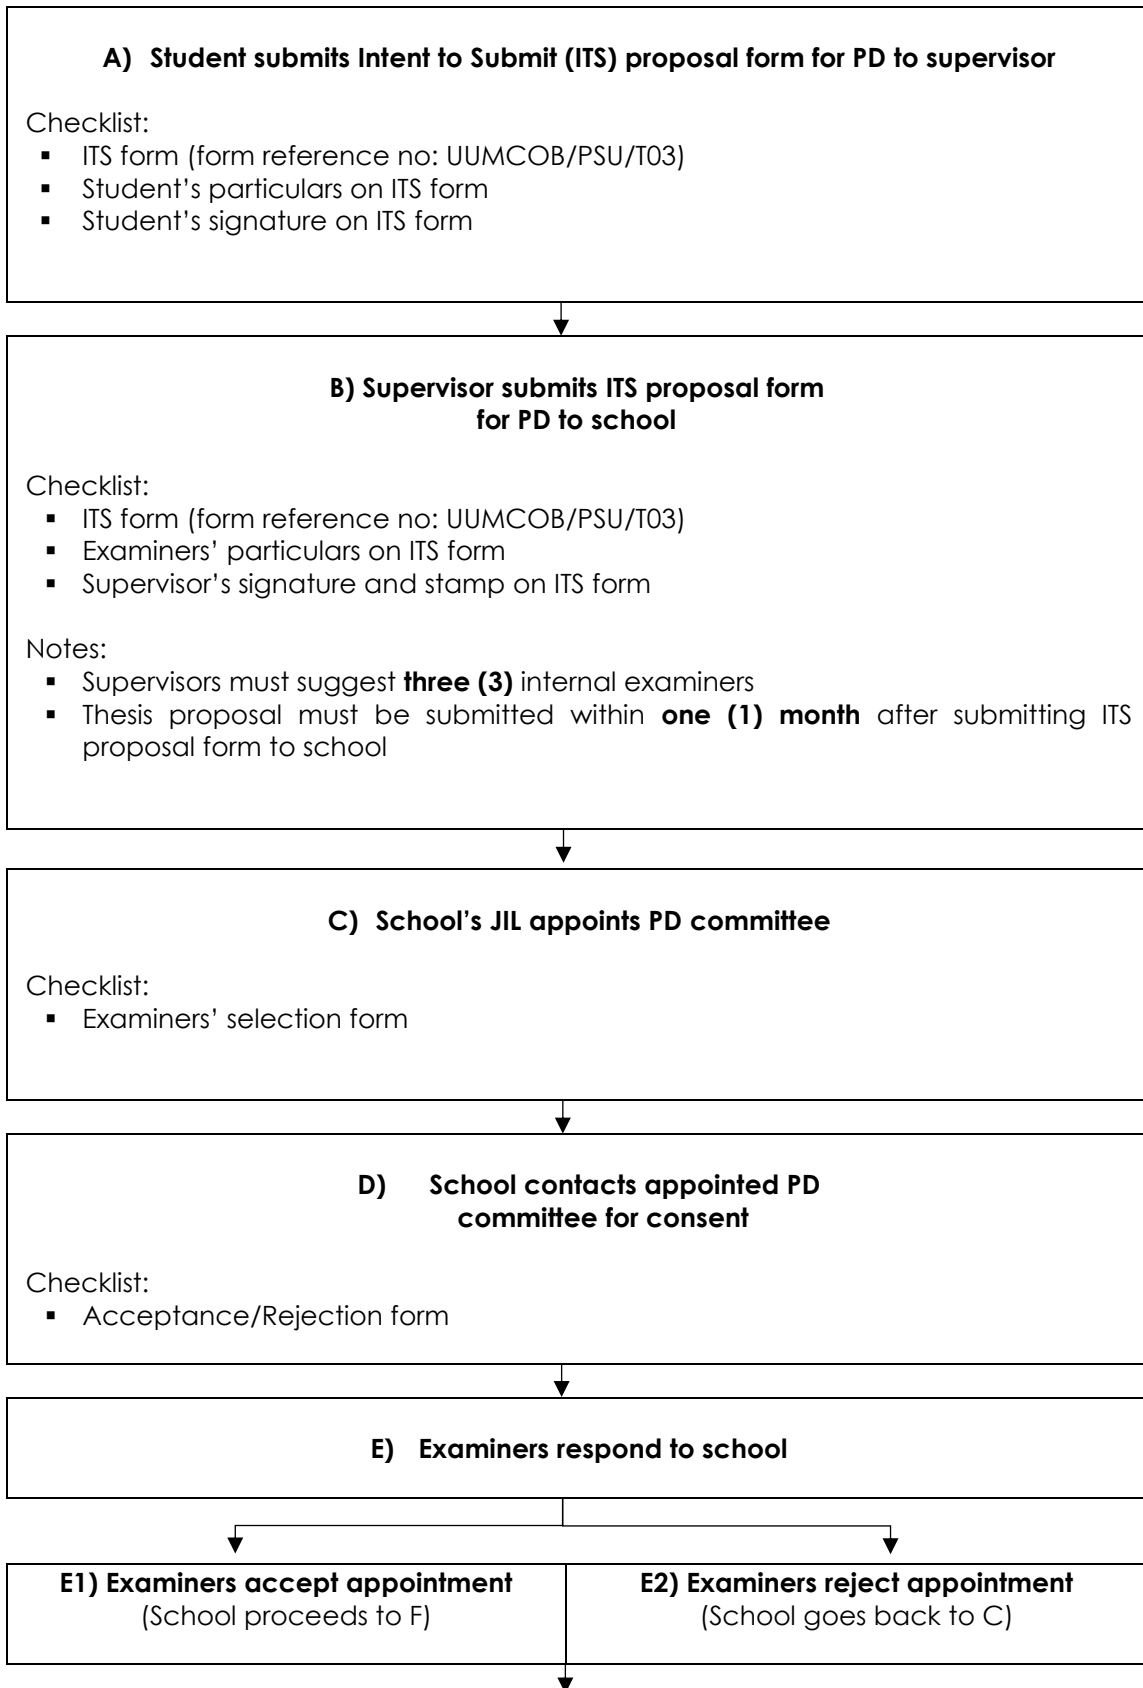 A) Student submits Intent to Submit (ITS) proposal form for PD to supervisor
Checklist:
▪ ITS form (form reference no: UUMCOB/PSU/T03)
▪ Student’s particulars on ITS form
▪ Student’s signature on ITS form
B) Supervisor submits ITS proposal form
for PD to school
Checklist:
▪ ITS form (form reference no: UUMCOB/PSU/T03)
▪ Examiners’ particulars on ITS form
▪ Supervisor’s signature and stamp on ITS form
Notes:
▪ Supervisors must suggest three (3) internal examiners
▪ Thesis proposal must be submitted within one (1) month after submitting ITS
proposal form to school
C) School’s JIL appoints PD committee
Checklist:
▪ Examiners’ selection form
D) School contacts appointed PD
committee for consent
Checklist:
▪ Acceptance/Rejection form
E) Examiners respond to school
E1) Examiners accept appointment
(School proceeds to F)
E2) Examiners reject appointment
(School goes back to C)